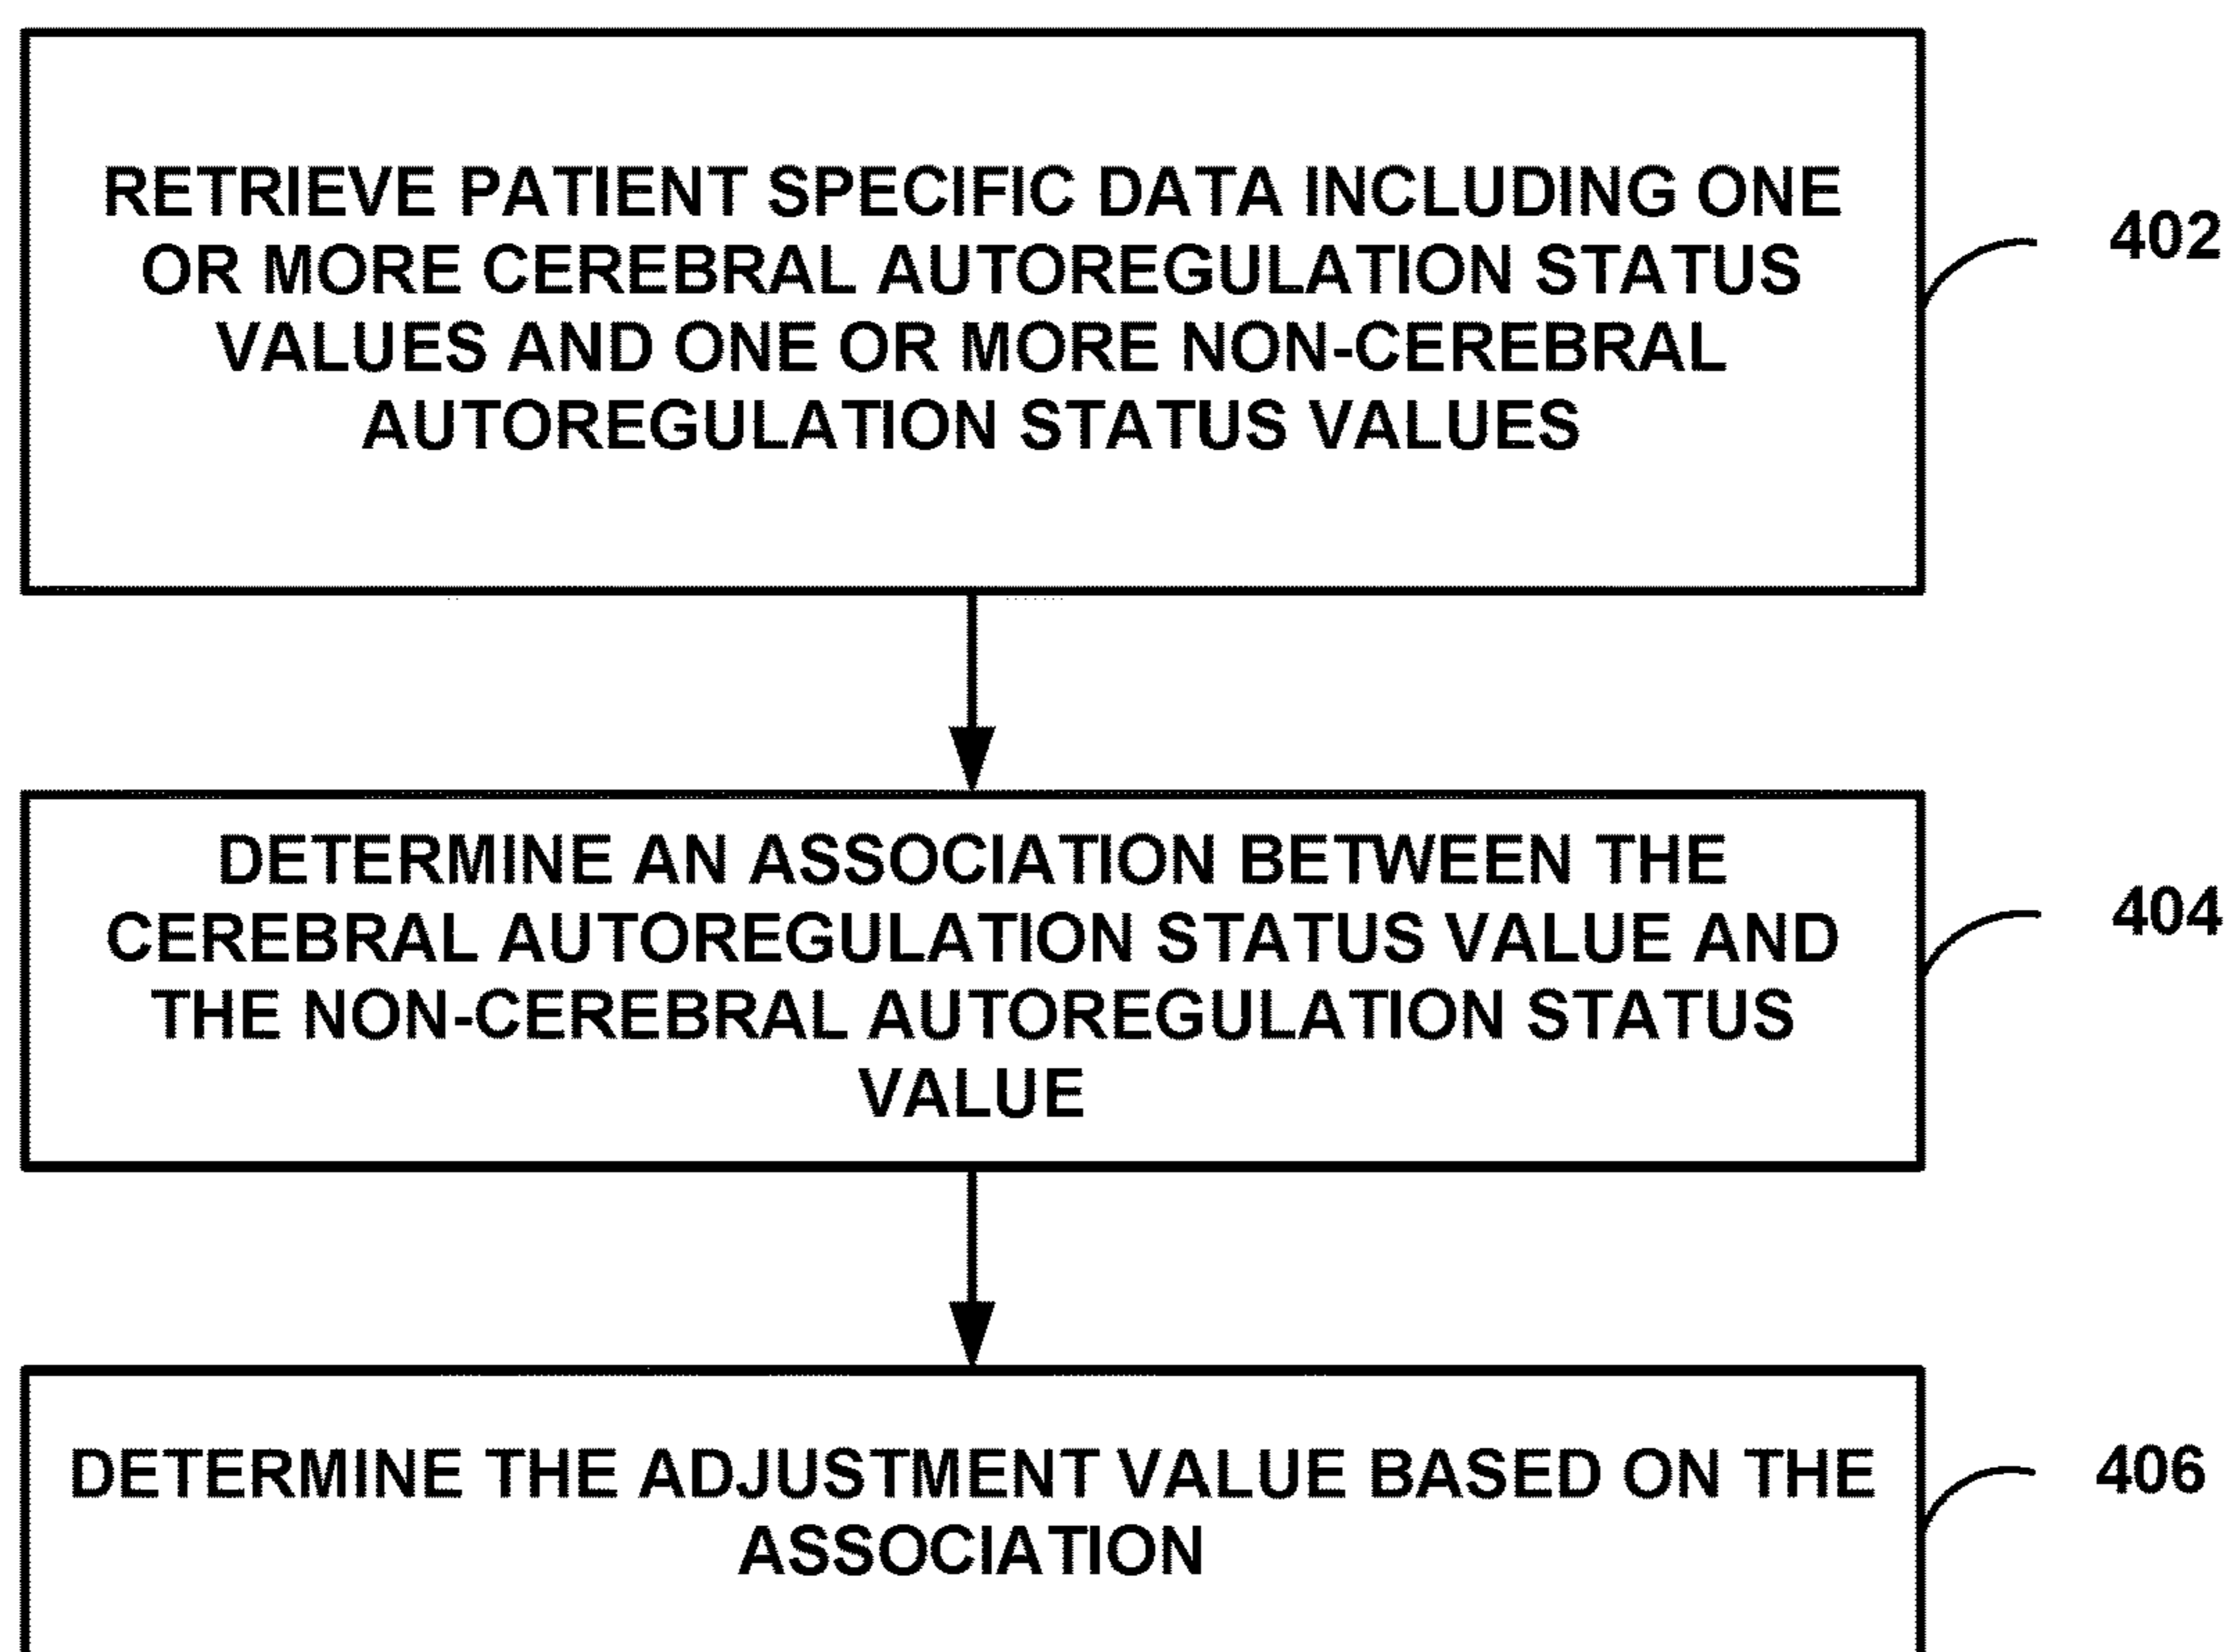 RETRIEVE PATIENT SPECIFIC DATA INCLUDING ONE
OR MORE CEREBRAL AUTOREGULATION STATUS
VALUES AND ONE OR MORE NON-CEREBRAL
AUTOREGULATION STATUS VALUES
402
DETERMINE AN ASSOCIATION BETWEEN THE
CEREBRAL AUTOREGULATION STATUS VALUE AND
THE NON-CEREBRAL AUTOREGULATION STATUS
VALUE
404
DETERMINE THE ADJUSTMENT VALUE BASED ON THE
ASSOCIATION
406